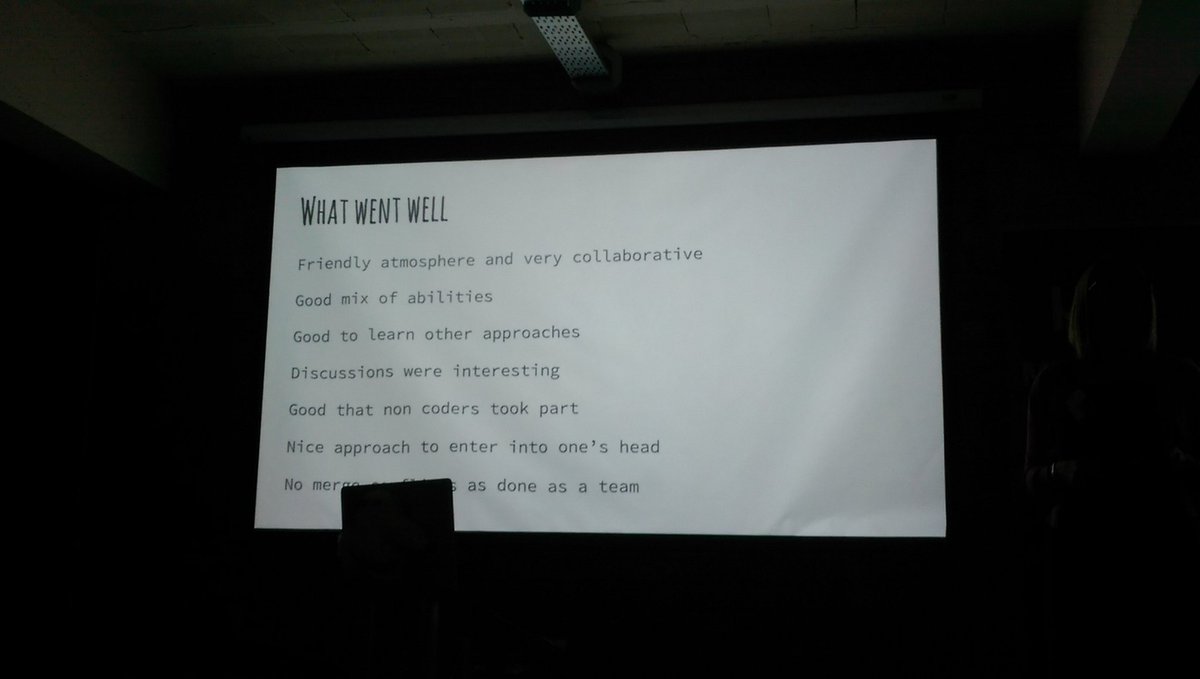 What went well
Friendly atmosphere and very collaborative
Good mix of abilities
Good to learn other approaches
Discussions were interesting
Good that non coders took part
Nice approach to enter into one's head
No merge conflicts as done as a team